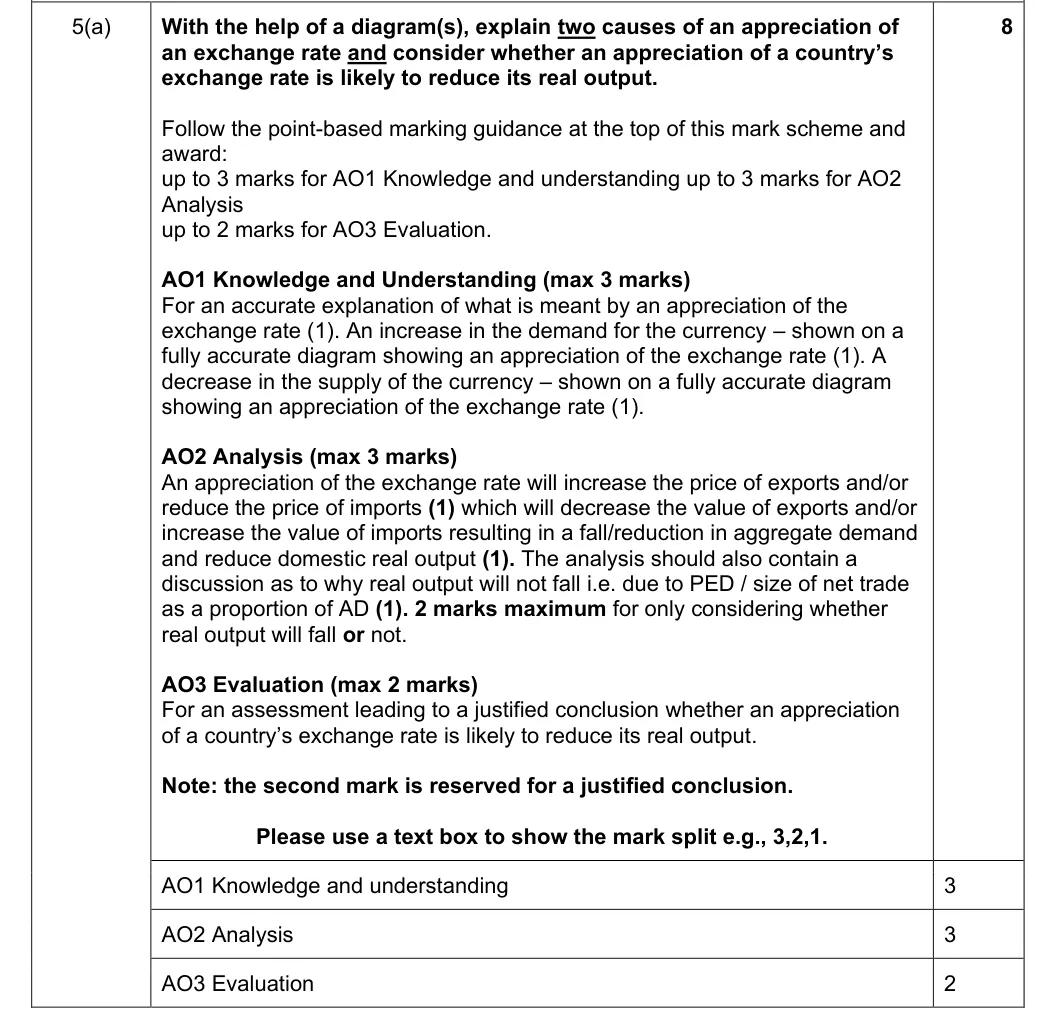 5(a)
With the help of a diagram(s), explain two causes of an appreciation of
an exchange rate and consider whether an appreciation of a country’s
exchange rate is likely to reduce its real output.
8
Follow the point-based marking guidance at the top of this mark scheme and
award:
up to 3 marks for AO1 Knowledge and understanding up to 3 marks for AO2
Analysis
up to 2 marks for AO3 Evaluation.
AO1 Knowledge and Understanding (max 3 marks)
For an accurate explanation of what is meant by an appreciation of the
exchange rate (1). An increase in the demand for the currency – shown on a
fully accurate diagram showing an appreciation of the exchange rate (1). A
decrease in the supply of the currency – shown on a fully accurate diagram
showing an appreciation of the exchange rate (1).
AO2 Analysis (max 3 marks)
An appreciation of the exchange rate will increase the price of exports and/or
reduce the price of imports (1) which will decrease the value of exports and/or
increase the value of imports resulting in a fall/reduction in aggregate demand
and reduce domestic real output (1). The analysis should also contain a
discussion as to why real output will not fall i.e. due to PED / size of net trade
as a proportion of AD (1). 2 marks maximum for only considering whether
real output will fall or not.
AO3 Evaluation (max 2 marks)
For an assessment leading to a justified conclusion whether an appreciation
of a country’s exchange rate is likely to reduce its real output.
Note: the second mark is reserved for a justified conclusion.
Please use a text box to show the mark split e.g., 3,2,1.
AO1 Knowledge and understanding 3
AO2 Analysis 3
AO3 Evaluation 2